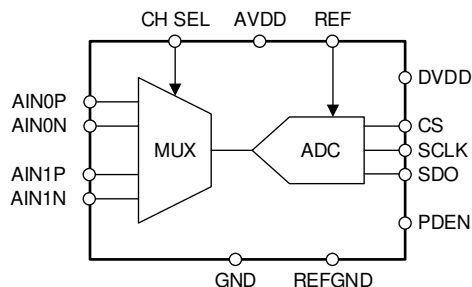 CH SEL AVDD REF
DVDD
AIN0P
AIN0N
CS
MUX ADC
SCLK
AIN1P
SDO
AIN1N
PDEN
GND REFGND